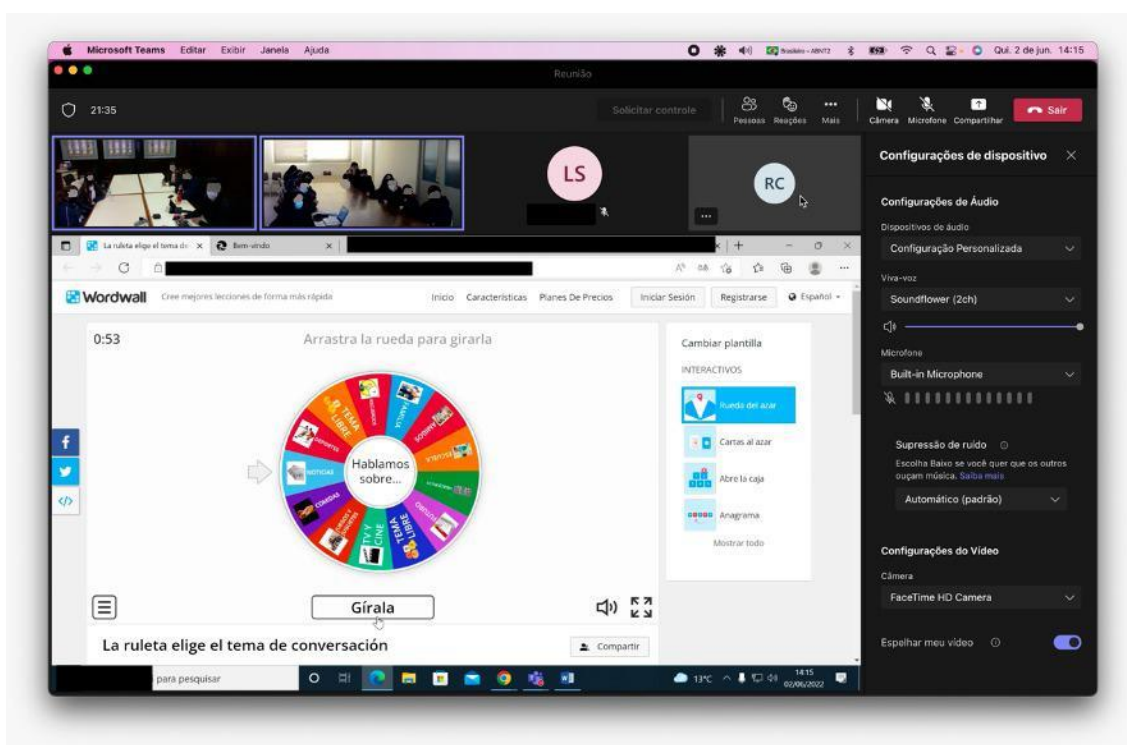 Microsoft Teams Editar Exibir Janela Ajuda
Brasileiro - ABNT2 Qui. 2 de jun. 14:15
Reunião
21:35 Solicitar controle Pessoas Reações Mais Câmera Microfone Compartilhar Sair
LS
RC
La ruleta elige el tema de Bem-vindo
Wordwall Cree mejores lecciones de forma más rápida Inicio Características Planes De Precios Iniciar Sesión Registrarse Español
0:53 Arrastra la rueda para girarla
Hablamos
sobre...
TEMA
LIBRE
FAMILIA
AMIGOS
ESCUELA
FUTURO
TEMA
LIBRE
TV Y
CINE
COMIDAS
NOTICIAS
DEPORTES
Gírala
La ruleta elige el tema de conversación
Compartir
Cambiar plantilla
INTERACTIVOS
Rueda del azar
Cartas al azar
Abre la caja
Anagrama
Mostrar todo
para pesquisar
13°C 14:15
02/06/2022
Configurações de dispositivo
Configurações de Áudio
Dispositivos de áudio
Configuração Personalizada
Viva-voz
Soundflower (2ch)
Microfone
Built-in Microphone
Supressão de ruído
Escolha Baixo se você quer que os outros
ouçam música. Saiba mais
Automático (padrão)
Configurações do Vídeo
Câmera
FaceTime HD Camera
Espelhar meu vídeo